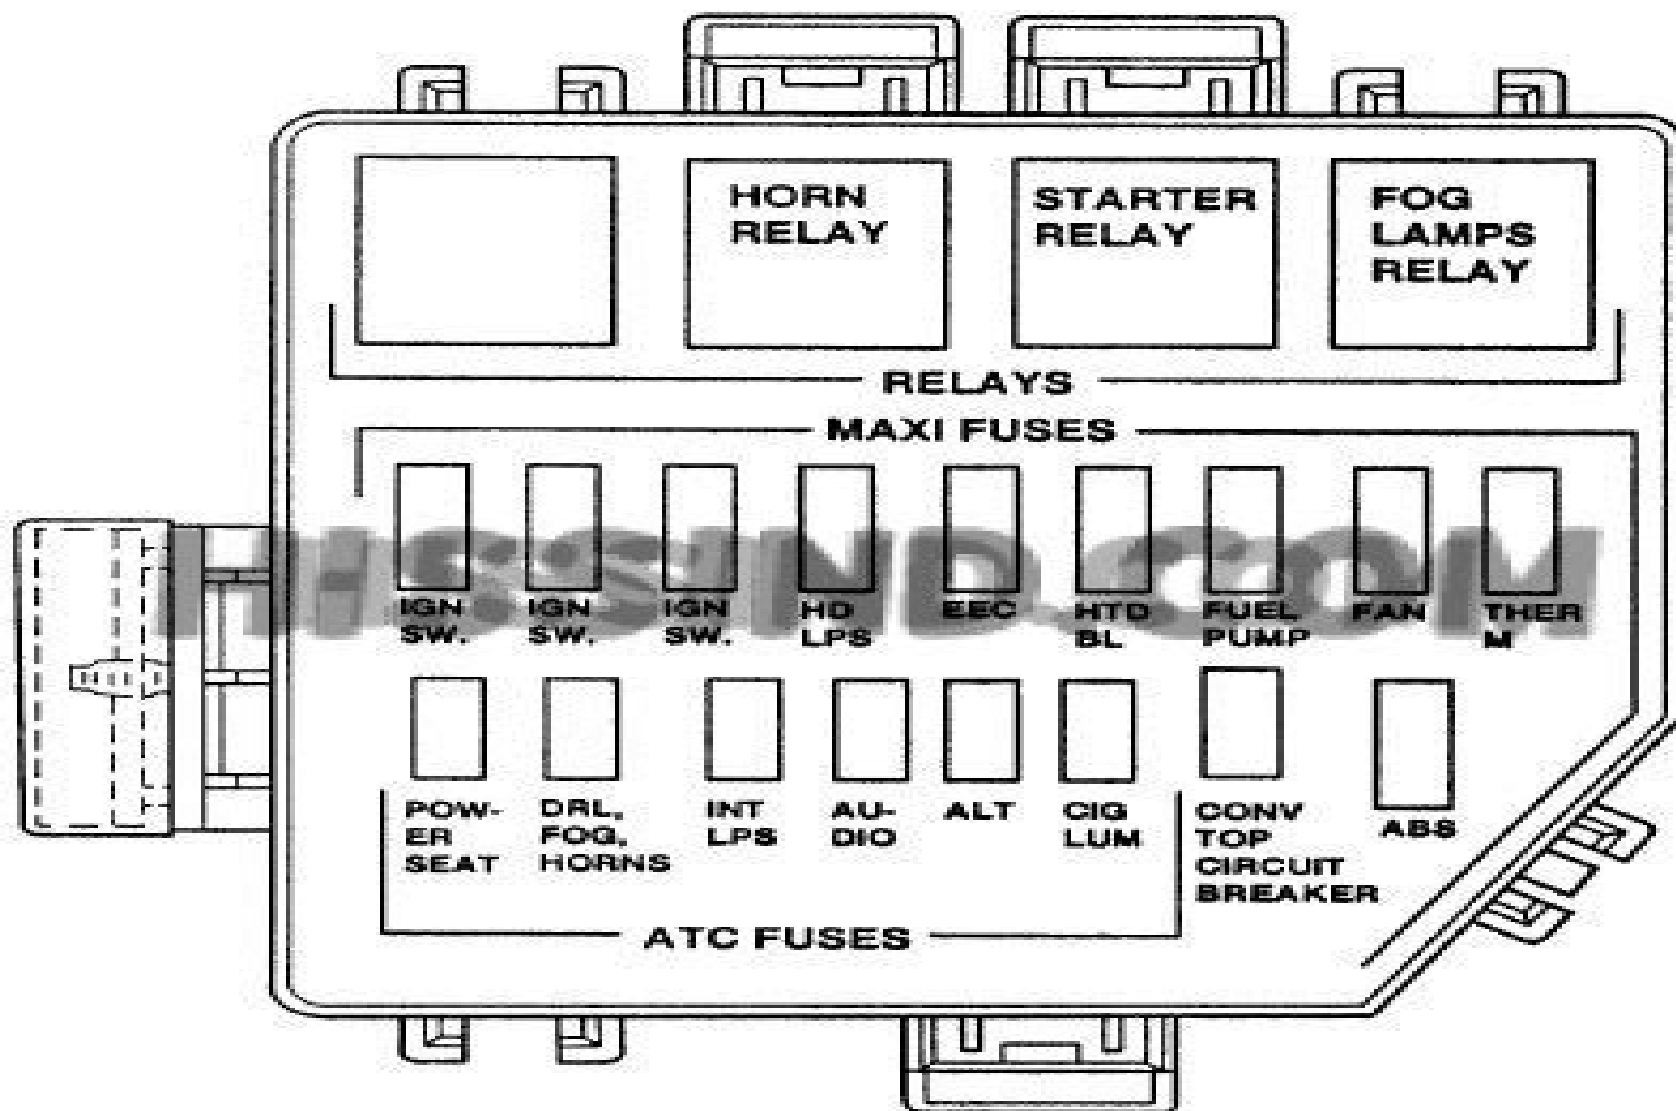 HORN
RELAY
STARTER
RELAY
FOG
LAMPS
RELAY
RELAYS
MAXI FUSES
IGN
SW.
IGN
SW.
IGN
SW.
HD
LPS
EEC
HTD
BL
FUEL
PUMP
FAN
THER
M
POW-
ER
SEAT
DRL,
FOG,
HORNS
INT
LPS
AU-
DIO
ALT
CIG
LUM
CONV
TOP
CIRCUIT
BREAKER
ABS
ATC FUSES